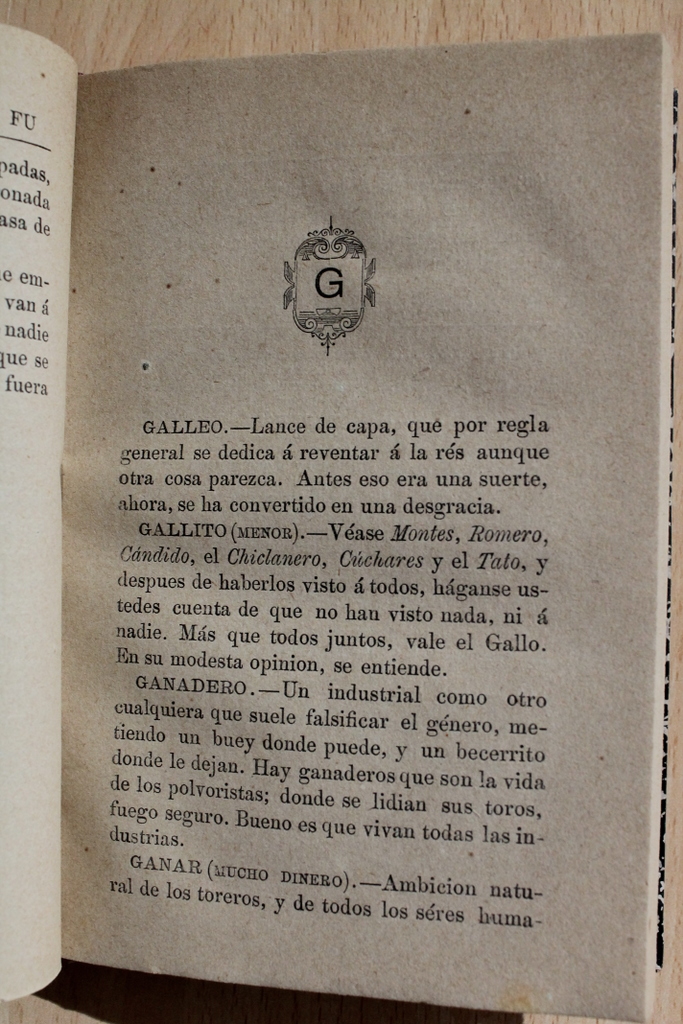 FU
padas,
onada
asa de
e em-
van á
nadie
que se
fuera
G
GALLEO.—Lance de capa, que por regla
general se dedica á reventar á la rés aunque
otra cosa parezca. Antes eso era una suerte,
ahora, se ha convertido en una desgracia.
GALLITO (MENOR).—Véase Montes, Romero,
Cándido, el Chiclanero, Cúchares y el Tato, y
despues de haberlos visto á todos, háganse us-
tedes cuenta de que no han visto nada, ni á
nadie. Más que todos juntos, vale el Gallo.
En su modesta opinion, se entiende.
GANADERO.—Un industrial como otro
cualquiera que suele falsificar el género, me-
tiendo un buey donde puede, y un becerrito
donde le dejan. Hay ganaderos que son la vida
de los polvoristas; donde se lidian sus toros,
fuego seguro. Bueno es que vivan todas las in-
dustrias.
GANAR (MUCHO DINERO).—Ambicion natu-
ral de los toreros, y de todos los séres huma-